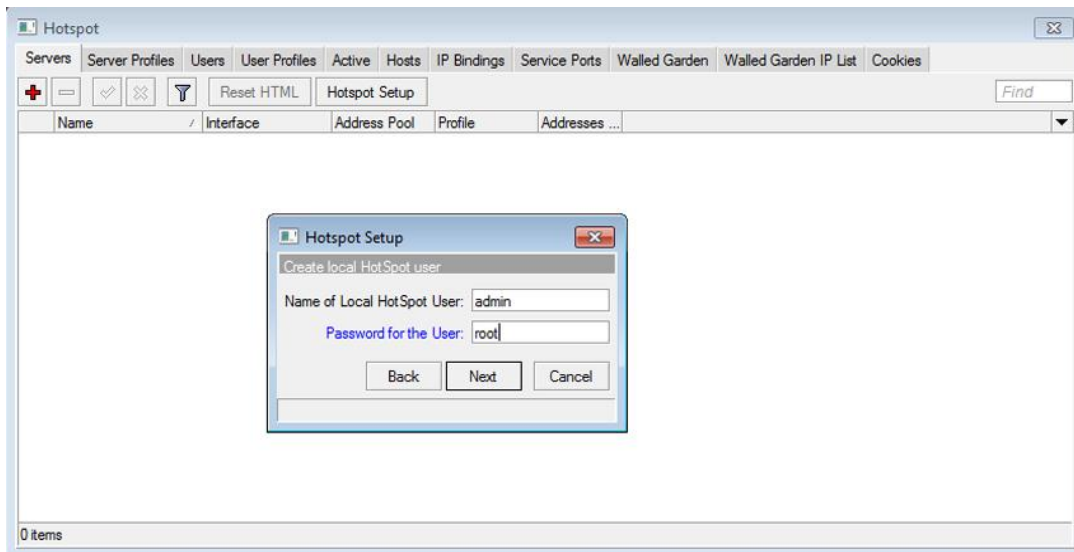 Hotspot
Servers Server Profiles Users User Profiles Active Hosts IP Bindings Service Ports Walled Garden Walled Garden IP List Cookies
Reset HTML Hotspot Setup Find
Name / Interface Address Pool Profile Addresses ...
Hotspot Setup
Create local HotSpot user
Name of Local HotSpot User: admin
Password for the User: root
Back Next Cancel
0 items